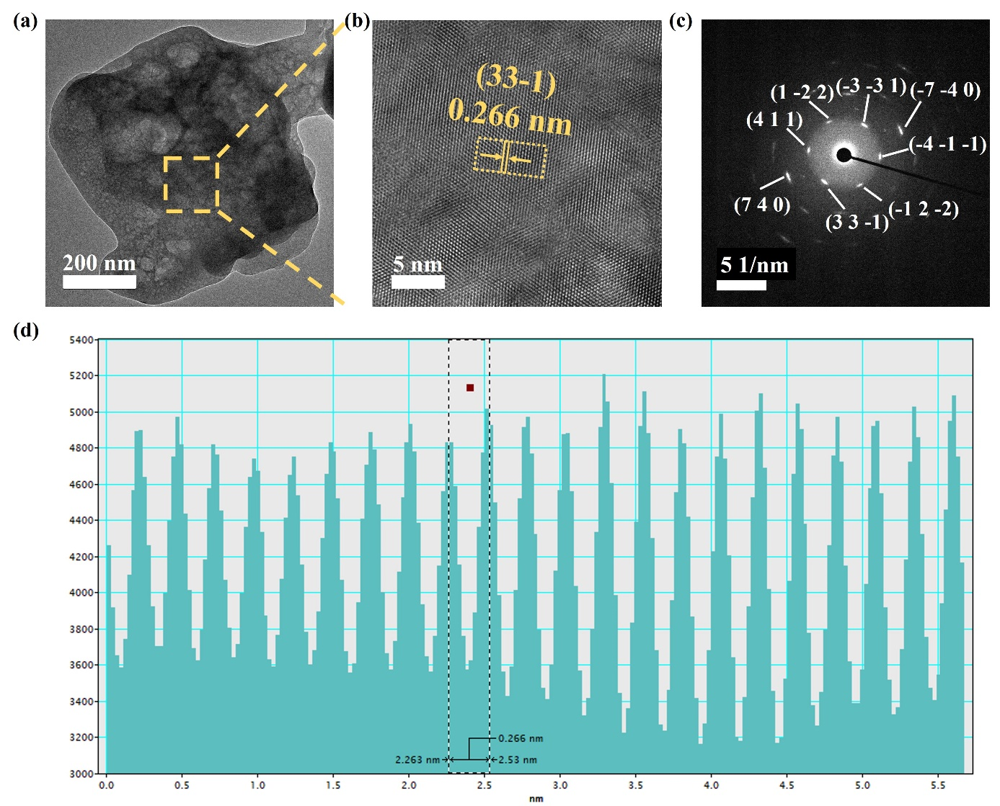 (a)
200 nm
(b)
(33-1)
0.266 nm
5 nm
(c)
(1 -2 2)
(-3 -3 1)
(-7 -4 0)
(4 1 1)
(-4 -1 -1)
(7 4 0)
(3 3 -1)
(-1 2 -2)
5 1/nm
(d)
5400
5200
5000
4800
4600
4400
4200
4000
3800
3600
3400
3200
3000
0.266 nm
2.263 nm
2.53 nm
0.0 0.5 1.0 1.5 2.0 2.5 3.0 3.5 4.0 4.5 5.0 5.5
nm